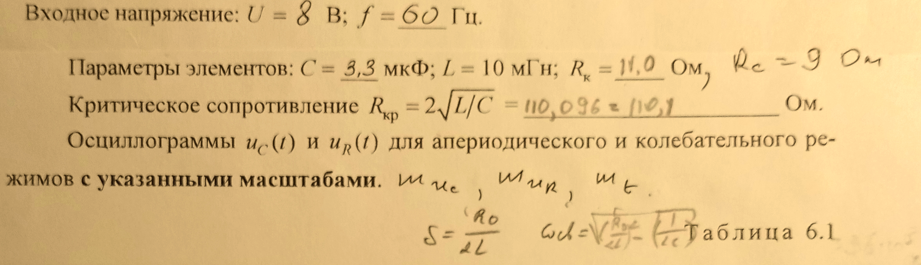 Входное напряжение: U = 8 В; f = 60 Гц.
Параметры элементов: C = 3,3 мкФ; L = 10 мГн; Rк = 11,0 Ом, Rc = 9 Ом
Критическое сопротивление Rкр = 2√L/C = 110,096 = 110,1 Ом.
Осциллограммы uC(t) и uR(t) для апериодического и колебательного ре-
жимов с указанными масштабами. muc, muR, mt.
δ = R0/2L ωd = Таблица 6.1